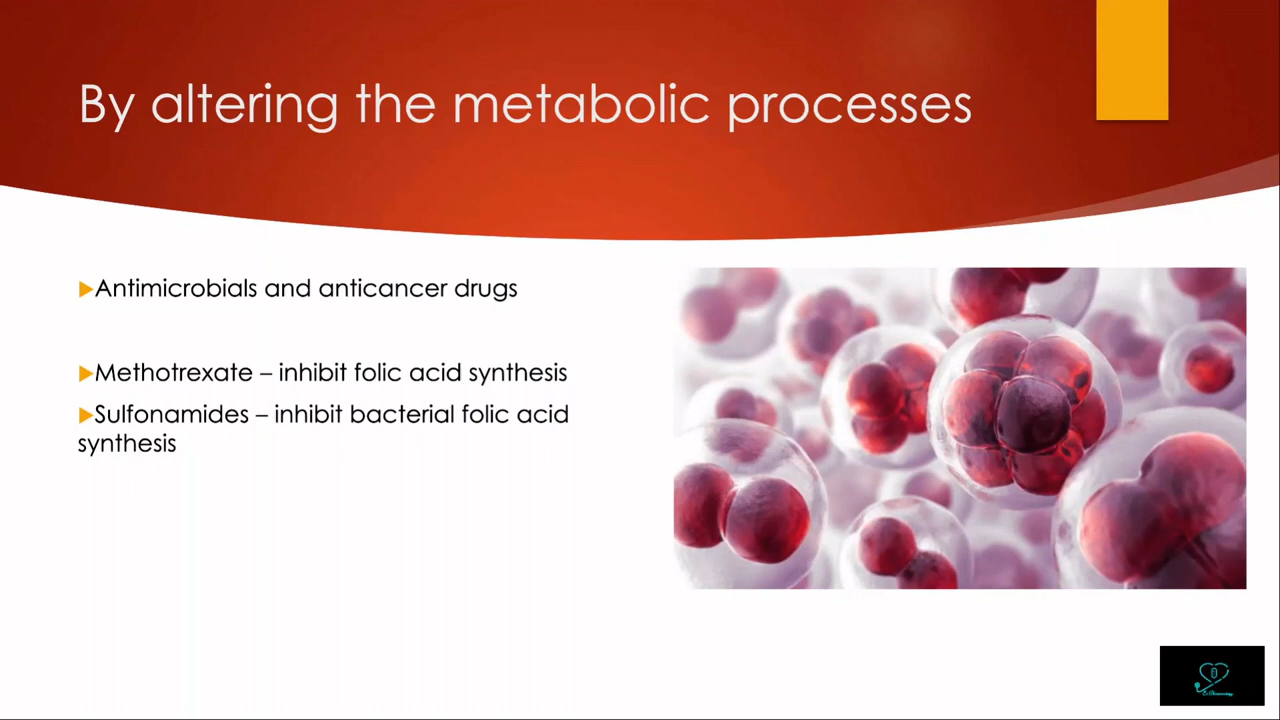 By altering the metabolic processes
Antimicrobials and anticancer drugs
Methotrexate – inhibit folic acid synthesis
Sulfonamides – inhibit bacterial folic acid
synthesis